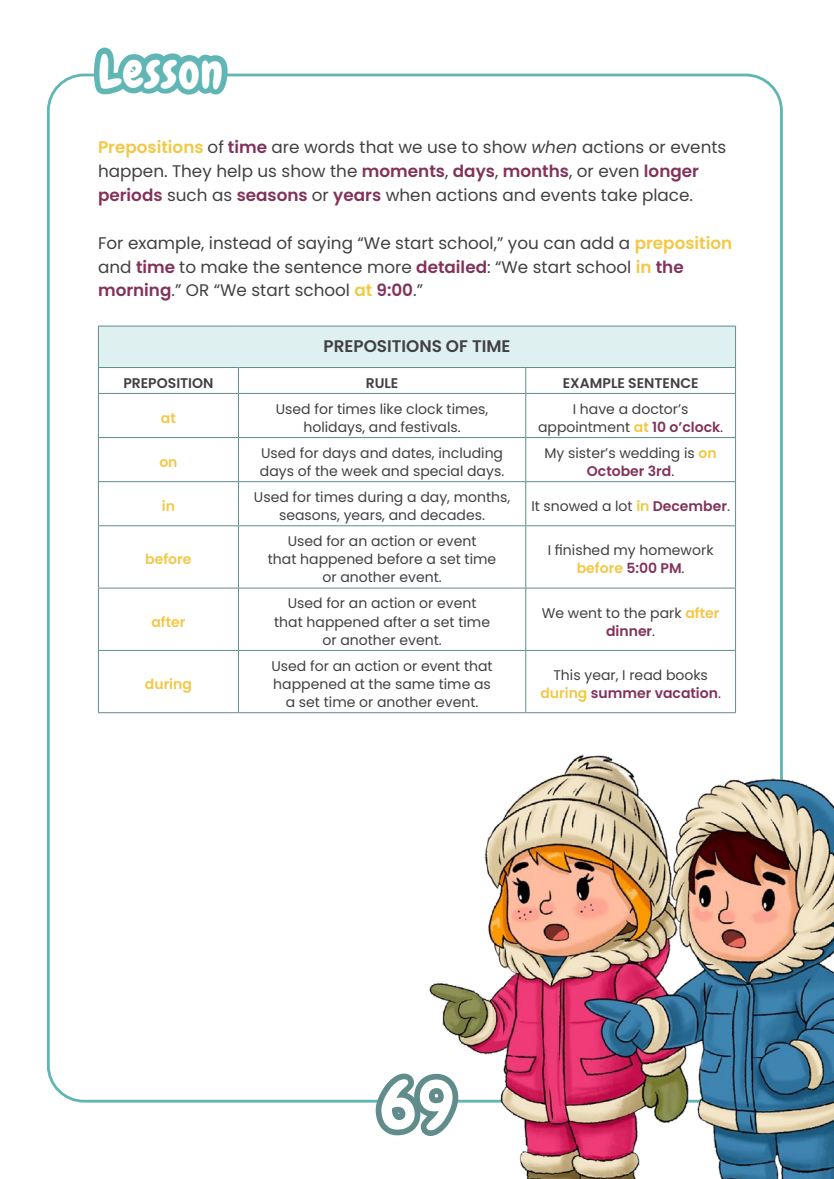 Lesson
Prepositions of time are words that we use to show when actions or events
happen. They help us show the moments, days, months, or even longer
periods such as seasons or years when actions and events take place.
For example, instead of saying “We start school,” you can add a preposition
and time to make the sentence more detailed: “We start school in the
morning.” OR “We start school at 9:00.”
PREPOSITIONS OF TIME
PREPOSITION RULE EXAMPLE SENTENCE
at
Used for times like clock times,
holidays, and festivals.
I have a doctor’s
appointment at 10 o’clock.
on
Used for days and dates, including
days of the week and special days.
My sister’s wedding is on
October 3rd.
in
Used for times during a day, months,
seasons, years, and decades.
It snowed a lot in December.
before
Used for an action or event
that happened before a set time
or another event.
I finished my homework
before 5:00 PM.
after
Used for an action or event
that happened after a set time
or another event.
We went to the park after
dinner.
during
Used for an action or event that
happened at the same time as
a set time or another event.
This year, I read books
during summer vacation.
69